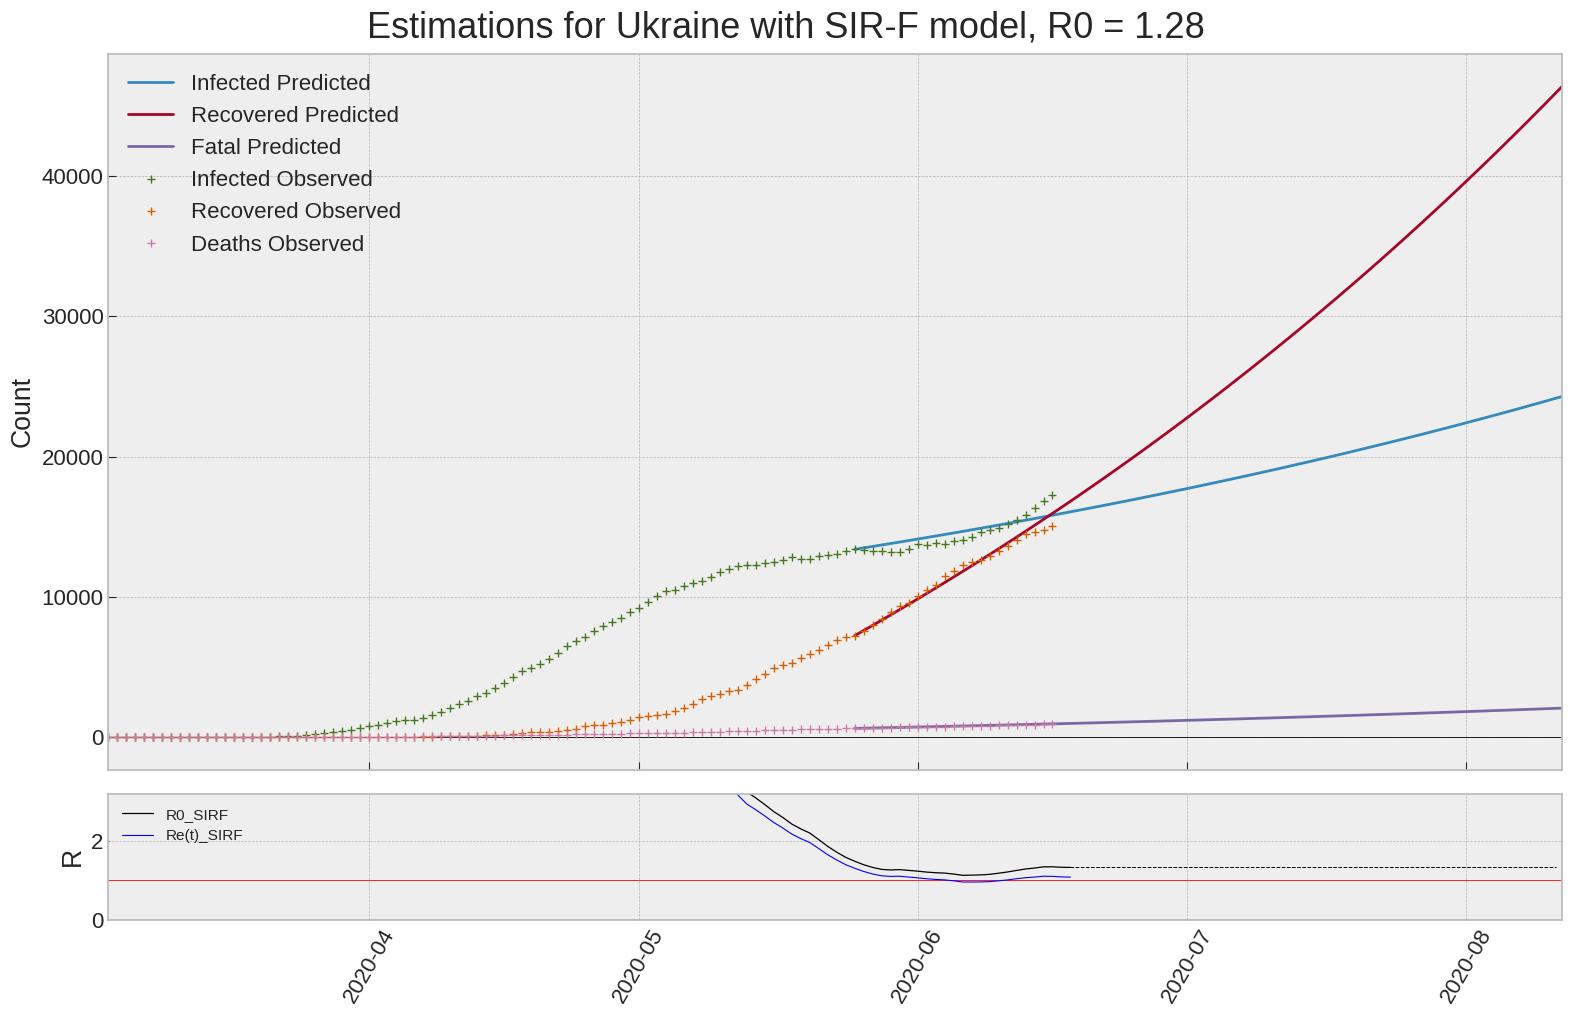 Estimations for Ukraine with SIR-F model, R0 = 1.28
Infected Predicted
Recovered Predicted
Fatal Predicted
Infected Observed
Recovered Observed
Deaths Observed
40000
30000
20000
10000
0
Count
R0_SIRF
Re(t)_SIRF
2
0
R
2020-04
2020-05
2020-06
2020-07
2020-08